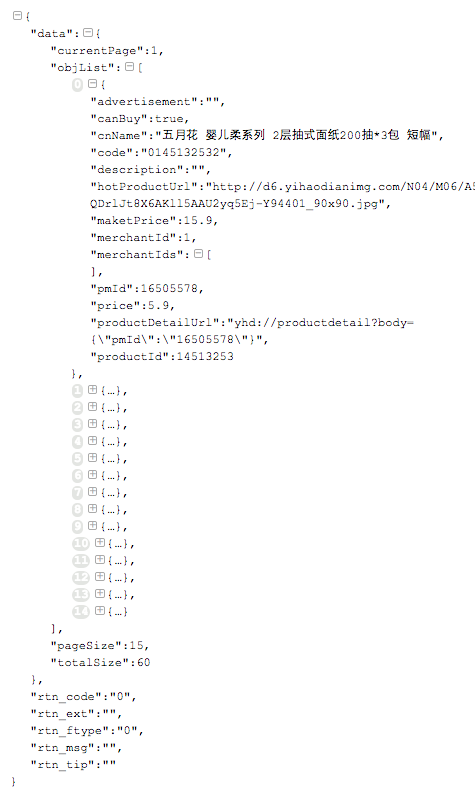 {
"data":{
"currentPage":1,
"objList":[
0 {
"advertisement":"",
"canBuy":true,
"cnName":"五月花 婴儿柔系列 2层抽式面纸200抽*3包 短幅",
"code":"0145132532",
"description":"",
"hotProductUrl":"http://d6.yihaodianimg.com/N04/M06/A5
QDrlJt8X6AKll5AAU2yq5Ej-Y94401_90x90.jpg",
"maketPrice":15.9,
"merchantId":1,
"merchantIds":[
],
"pmId":16505578,
"price":5.9,
"productDetailUrl":"yhd://productdetail?body=
{\"pmId\":\"16505578\"}",
"productId":14513253
},
1 {…},
2 {…},
3 {…},
4 {…},
5 {…},
6 {…},
7 {…},
8 {…},
9 {…},
10 {…},
11 {…},
12 {…},
13 {…},
14 {…}
],
"pageSize":15,
"totalSize":60
},
"rtn_code":"0",
"rtn_ext":"",
"rtn_ftype":"0",
"rtn_msg":"",
"rtn_tip":""
}